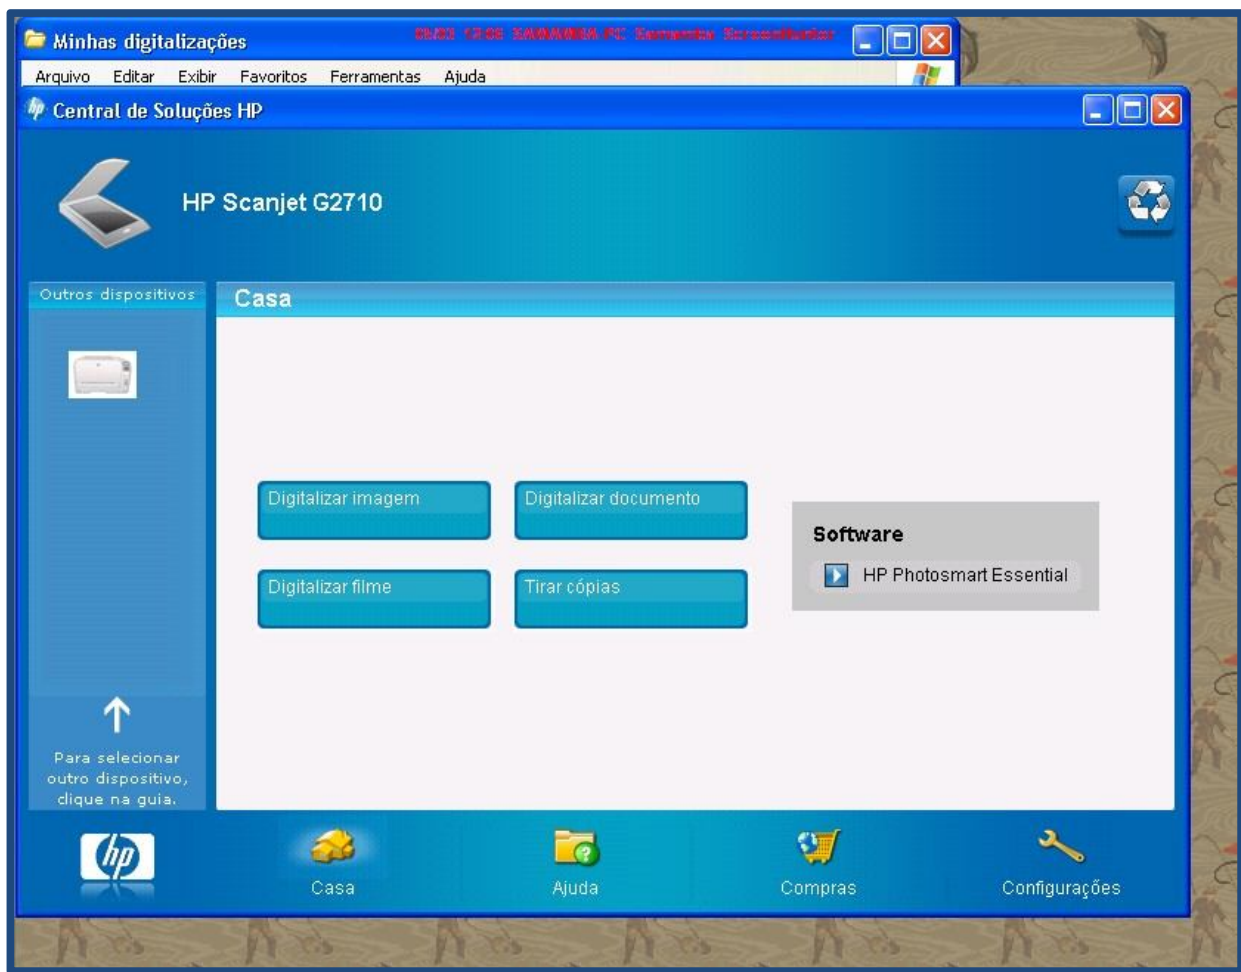 Minhas digitalizações
Arquivo Editar Exibir Favoritos Ferramentas Ajuda
hp Central de Soluções HP
HP Scanjet G2710
Outros dispositivos
Casa
Digitalizar imagem
Digitalizar documento
Digitalizar filme
Tirar cópias
Software
HP Photosmart Essential
Para selecionar
outro dispositivo,
clique na guia.
hp
Casa
Ajuda
Compras
Configurações